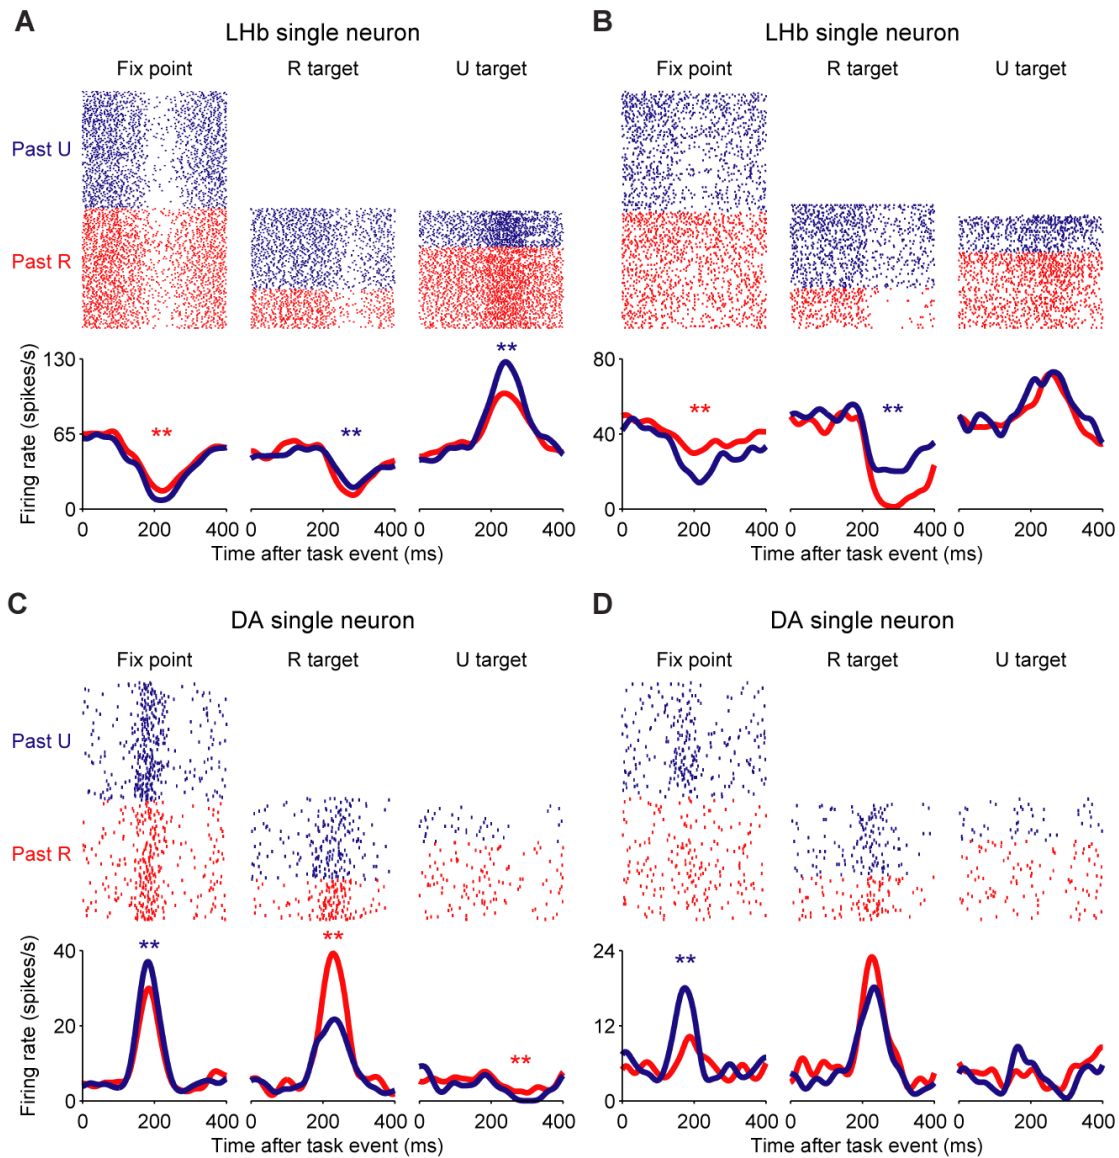 A
LHb single neuron
Fix point R target U target
Past U
Past R
Firing rate (spikes/s)
130
65
0
** ** **
0 200 400 0 200 400 0 200 400
Time after task event (ms)
B
LHb single neuron
Fix point R target U target
80
40
0
** **
0 200 400 0 200 400 0 200 400
Time after task event (ms)
C
DA single neuron
Fix point R target U target
Past U
Past R
Firing rate (spikes/s)
40
20
0
** ** **
0 200 400 0 200 400 0 200 400
Time after task event (ms)
D
DA single neuron
Fix point R target U target
24
12
0
**
0 200 400 0 200 400 0 200 400
Time after task event (ms)